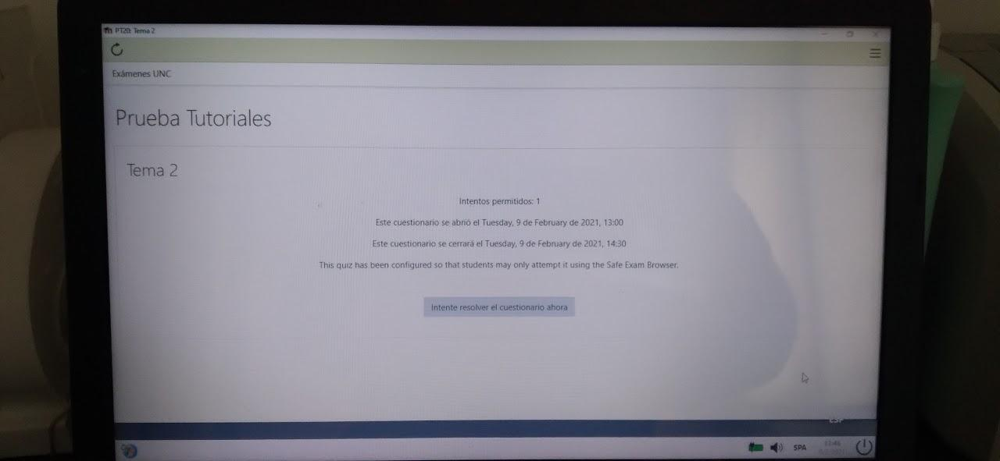 PT20: Tema 2
Exámenes UNC
Prueba Tutoriales
Tema 2
Intentos permitidos: 1
Este cuestionario se abrió el Tuesday, 9 de February de 2021, 13:00
Este cuestionario se cerrará el Tuesday, 9 de February de 2021, 14:30
This quiz has been configured so that students may only attempt it using the Safe Exam Browser.
Intente resolver el cuestionario ahora
ESP
SPA